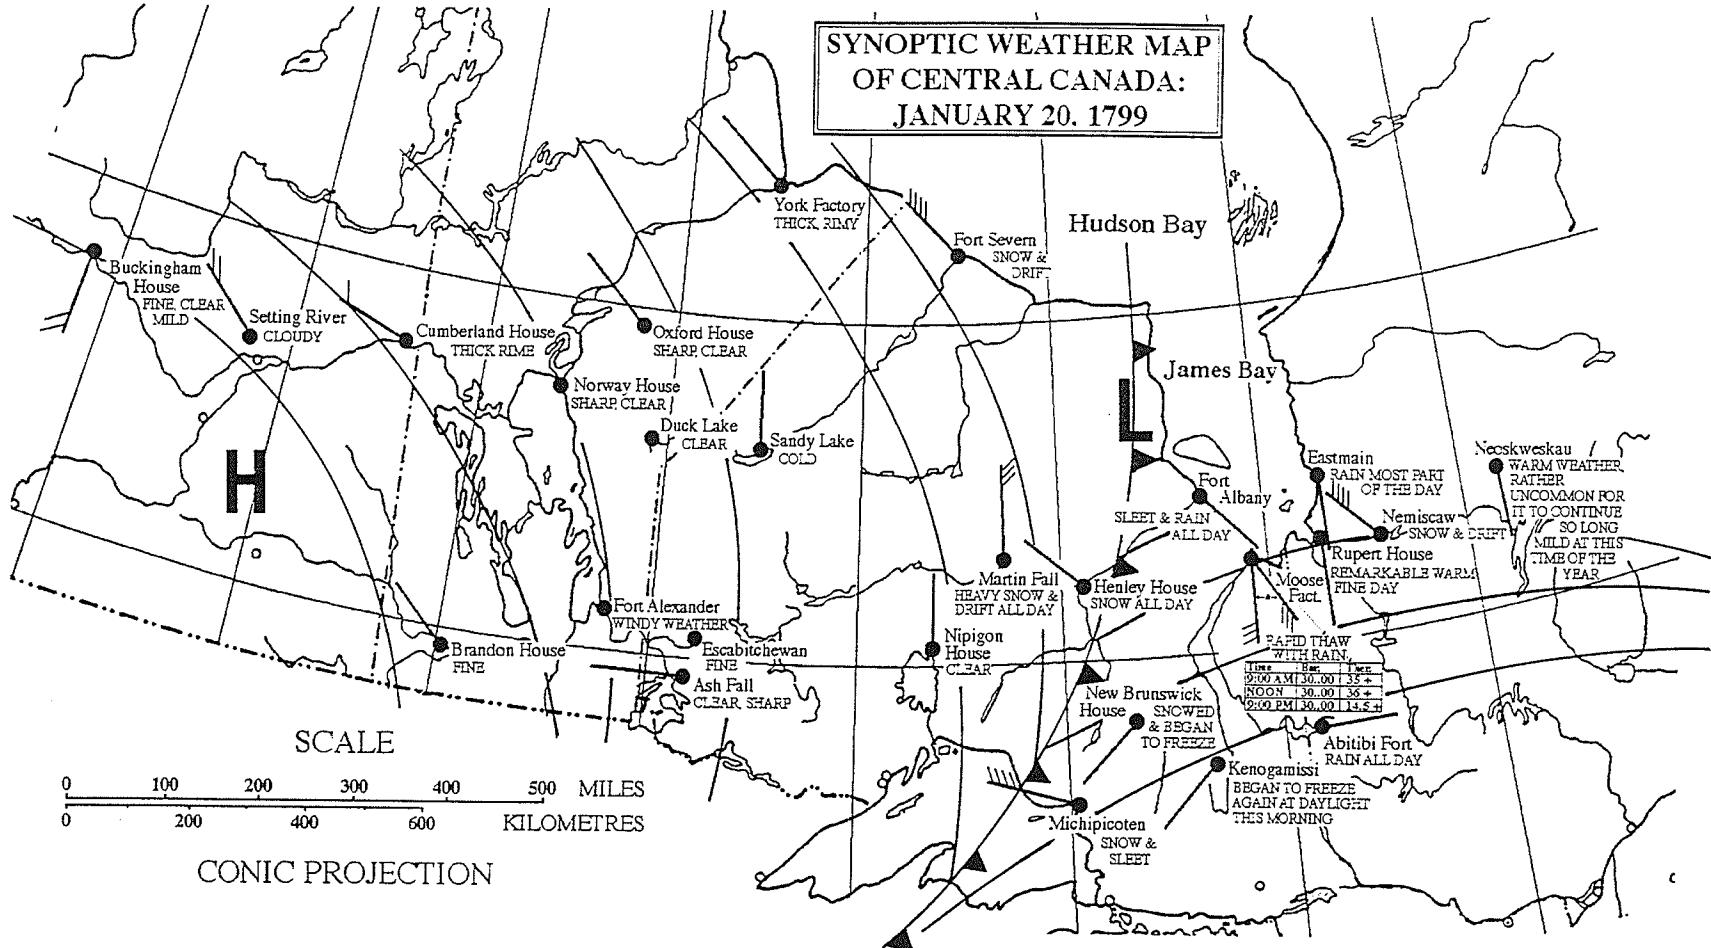 SYNOPTIC WEATHER MAP
OF CENTRAL CANADA:
JANUARY 20. 1799
York Factory
THICK, RIMY
Hudson Bay
Fort Severn
SNOW &
DRIFT
Buckingham
House
FINE, CLEAR
MILD
Setting River
CLOUDY
Cumberland House
THICK RIME
Oxford House
SHARP, CLEAR
Norway House
SHARP, CLEAR
James Bay
Duck Lake
CLEAR
Sandy Lake
COLD
H
L
Eastmain
RAIN MOST PART
OF THE DAY
Neoskweskau
WARM WEATHER
RATHER
UNCOMMON FOR
IT TO CONTINUE
SO LONG
MILD AT THIS
TIME OF THE
YEAR
Fort
Albany
SLEET & RAIN
ALL DAY
Nemiscaw
SNOW & DRIFT
Rupert House
REMARKABLE WARM
FINE DAY
Moose
Fact.
Martin Fall
HEAVY SNOW &
DRIFT ALL DAY
Henley House
SNOW ALL DAY
Fort Alexander
WINDY WEATHER
Escabitchewan
FINE
Brandon House
FINE
Ash Fall
CLEAR, SHARP
Nipigon
House
CLEAR
RAPID THAW
WITH RAIN.
Time Bar. Ther.
9:00 AM 30.00 35 +
NOON 30.00 36 +
9:00 PM 30.00 14.5 +
New Brunswick
House
SNOWED
& BEGAN
TO FREEZE
Abitibi Fort
RAIN ALL DAY
Kenogamissi
BEGAN TO FREEZE
AGAIN AT DAYLIGHT
THIS MORNING
Michipicoten
SNOW &
SLEET
SCALE
0 100 200 300 400 500 MILES
0 200 400 600 KILOMETRES
CONIC PROJECTION